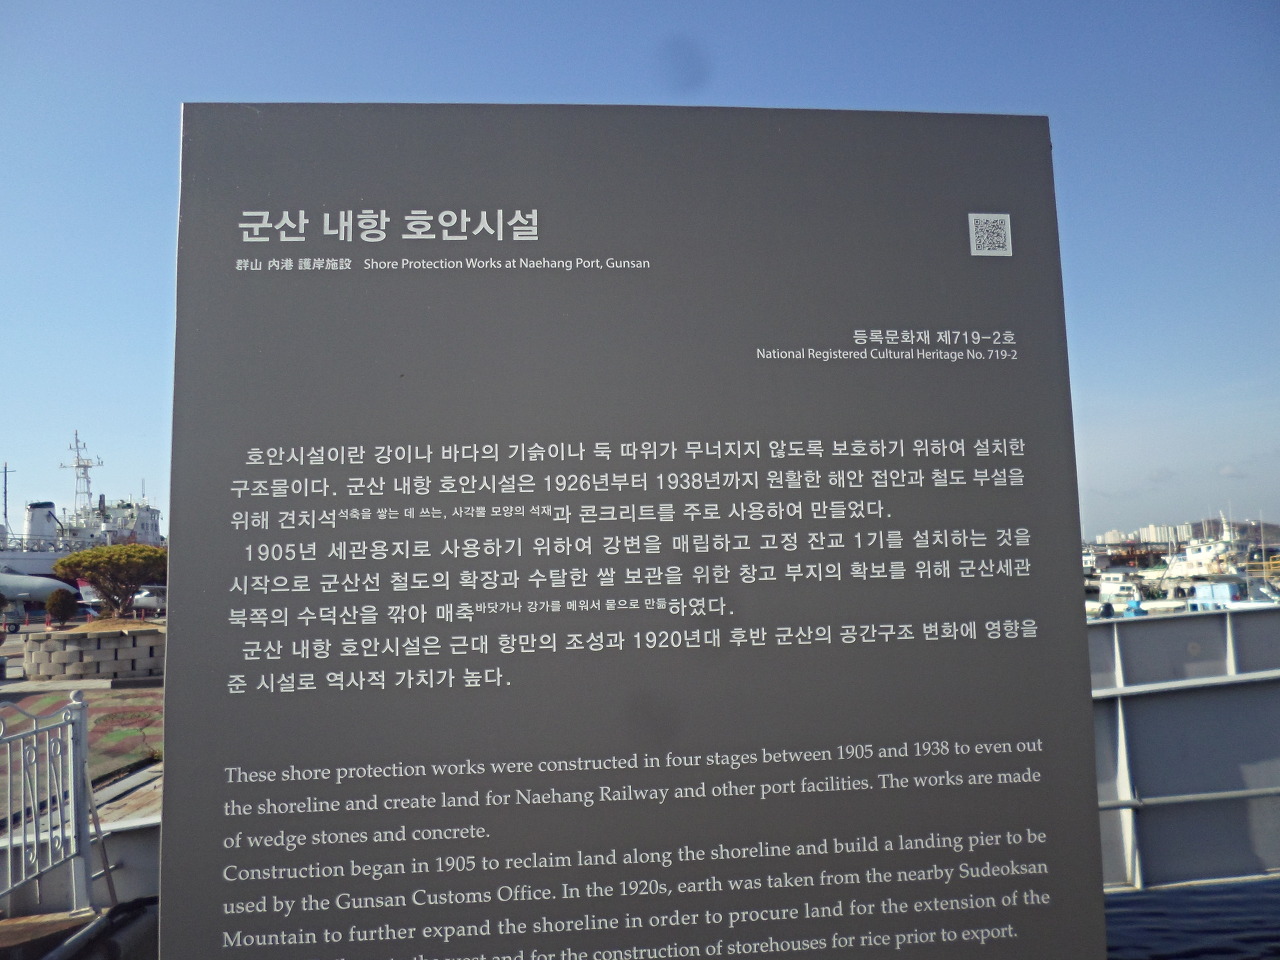 군산 내항 호안시설
群山 內港 護岸施設 Shore Protection Works at Naehang Port, Gunsan
등록문화재 제719-2호
National Registered Cultural Heritage No. 719-2
호안시설이란 강이나 바다의 기슭이나 둑 따위가 무너지지 않도록 보호하기 위하여 설치한
구조물이다. 군산 내항 호안시설은 1926년부터 1938년까지 원활한 해안 접안과 철도 부설을
위해 견치석석축을 쌓는 데 쓰는, 사각뿔 모양의 석재과 콘크리트를 주로 사용하여 만들었다.
1905년 세관용지로 사용하기 위하여 강변을 매립하고 고정 잔교 1기를 설치하는 것을
시작으로 군산선 철도의 확장과 수탈한 쌀 보관을 위한 창고 부지의 확보를 위해 군산세관
북쪽의 수덕산을 깎아 매축바닷가나 강가를 메워서 뭍으로 만듦하였다.
군산 내항 호안시설은 근대 항만의 조성과 1920년대 후반 군산의 공간구조 변화에 영향을
준 시설로 역사적 가치가 높다.
These shore protection works were constructed in four stages between 1905 and 1938 to even out
the shoreline and create land for Naehang Railway and other port facilities. The works are made
of wedge stones and concrete.
Construction began in 1905 to reclaim land along the shoreline and build a landing pier to be
used by the Gunsan Customs Office. In the 1920s, earth was taken from the nearby Sudeoksan
Mountain to further expand the shoreline in order to procure land for the extension of the
the west and for the construction of storehouses for rice prior to export.